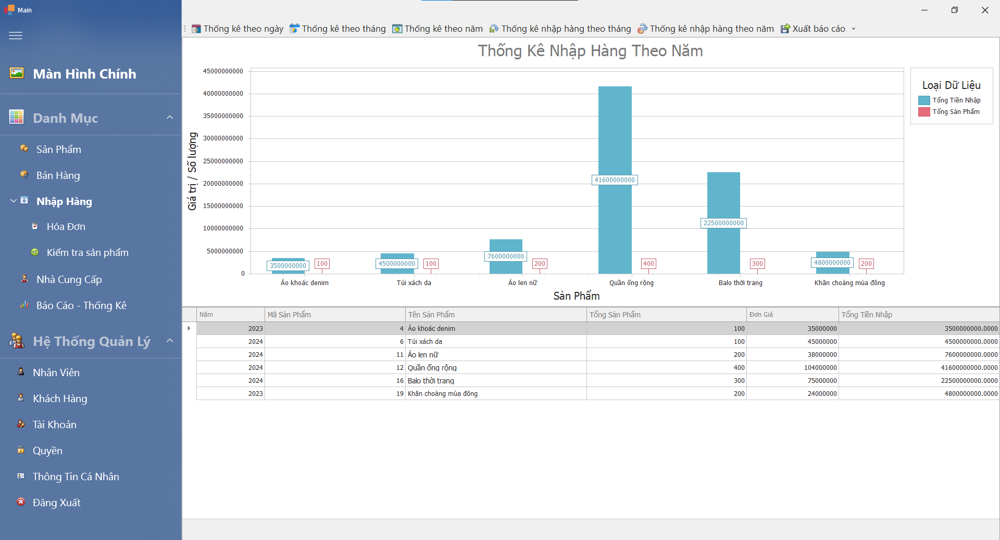 Main
Màn Hình Chính
Danh Mục
Sản Phẩm
Bán Hàng
Nhập Hàng
Hóa Đơn
Kiểm tra sản phẩm
Nhà Cung Cấp
Báo Cáo - Thống Kê
Hệ Thống Quản Lý
Nhân Viên
Khách Hàng
Tài Khoản
Quyền
Thông Tin Cá Nhân
Đăng Xuất
Thống kê theo ngày Thống kê theo tháng Thống kê theo năm Thống kê nhập hàng theo tháng Thống kê nhập hàng theo năm Xuất báo cáo
Thống Kê Nhập Hàng Theo Năm
Giá trị / Số lượng
45000000000
40000000000
35000000000
30000000000
25000000000
20000000000
15000000000
10000000000
5000000000
0
3500000000 100 4500000000 100 7600000000 200 41600000000 400 22500000000 300 4800000000 200
Áo khoác denim Túi xách da Áo len nữ Quần ống rộng Balo thời trang Khăn choàng mùa đông
Sản Phẩm
Loại Dữ Liệu
Tổng Tiền Nhập
Tổng Sản Phẩm
Năm Mã Sản Phẩm Tên Sản Phẩm Tổng Sản Phẩm Đơn Giá Tổng Tiền Nhập
2023 4 Áo khoác denim 100 35000000 3500000000.0000
2024 6 Túi xách da 100 45000000 4500000000.0000
2024 11 Áo len nữ 200 38000000 7600000000.0000
2024 12 Quần ống rộng 400 104000000 41600000000.0000
2024 16 Balo thời trang 300 75000000 22500000000.0000
2023 19 Khăn choàng mùa đông 200 24000000 4800000000.0000